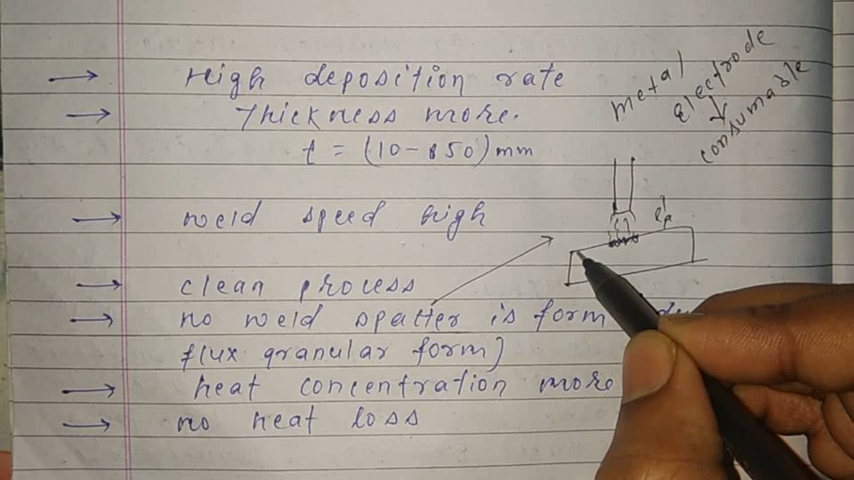 High deposition rate
Thickness more.
t = (10-150) mm
weld speed high
clean process
no weld spatter is form
flux granular form)
heat concentration more
no heat loss
metal
Electrode
consumable